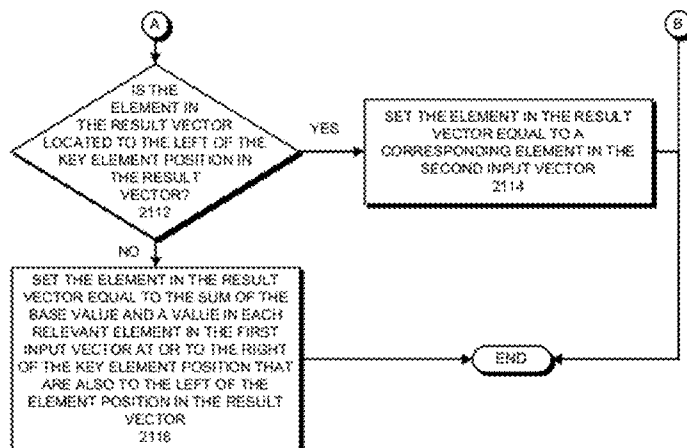 A
B
IS THE
ELEMENT IN
THE RESULT VECTOR
LOCATED TO THE LEFT OF THE
KEY ELEMENT POSITION IN
THE RESULT
VECTOR?
2112
YES
SET THE ELEMENT IN THE RESULT
VECTOR EQUAL TO A
CORRESPONDING ELEMENT IN THE
SECOND INPUT VECTOR
2114
NO
SET THE ELEMENT IN THE RESULT
VECTOR EQUAL TO THE SUM OF THE
BASE VALUE AND A VALUE IN EACH
RELEVANT ELEMENT IN THE FIRST
INPUT VECTOR AT OR TO THE RIGHT
OF THE KEY ELEMENT POSITION THAT
ARE ALSO TO THE LEFT OF THE
ELEMENT POSITION IN THE RESULT
VECTOR
2116
END